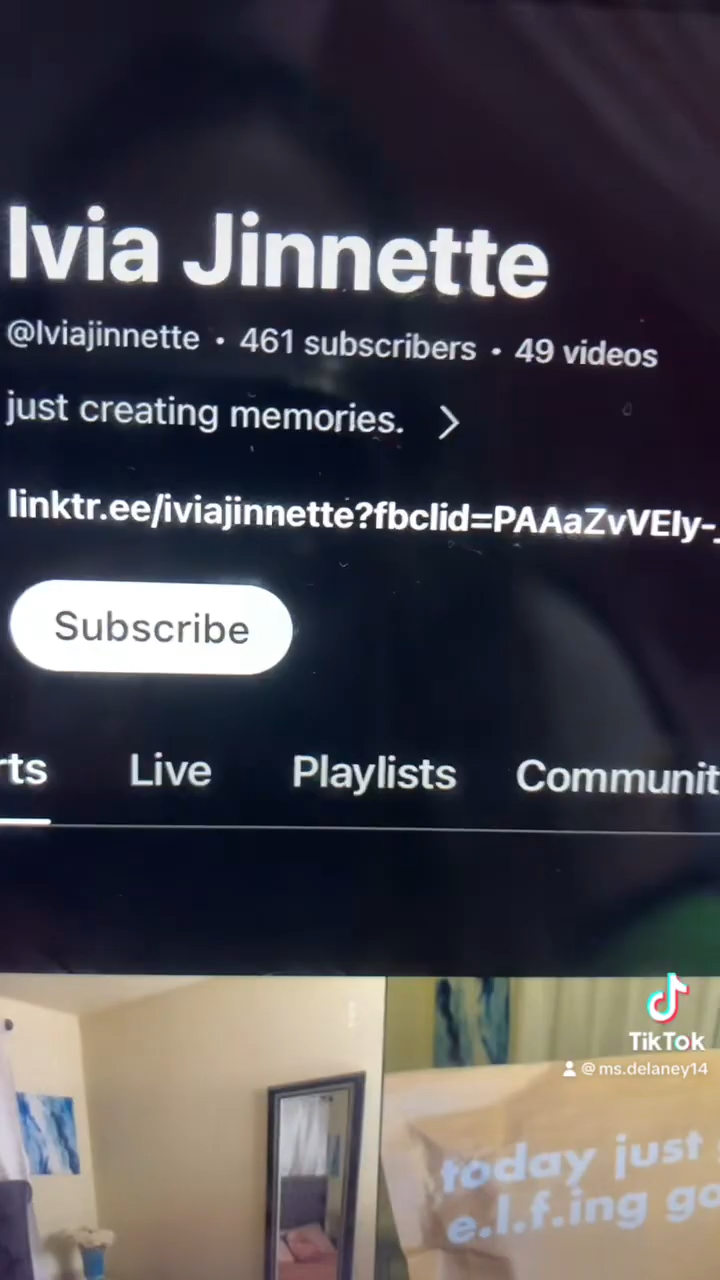 Ivia Jinnette
@Iviajinnette • 461 subscribers • 49 videos
just creating memories. >
linktr.ee/iviajinnette?fbclid=PAAaZvVEIy-_
Subscribe
rts Live Playlists Communit
TikTok
@ms.delaney14
today just
e.l.f.ing go